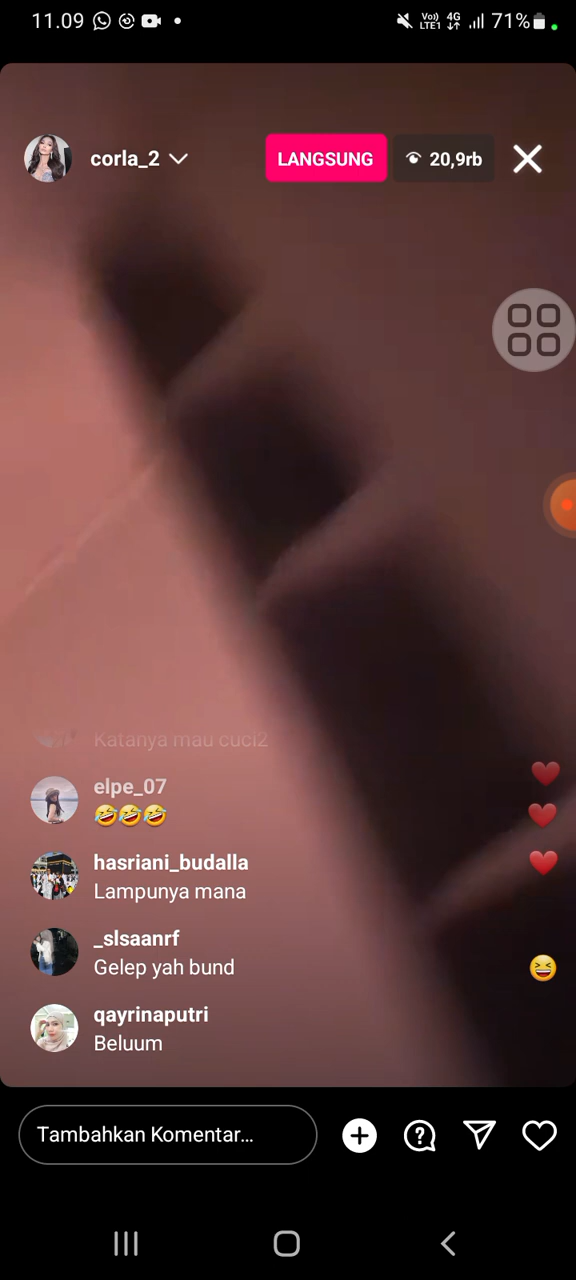 11.09
Vo)) 4G 71%
LTE1
corla_2 LANGSUNG 20,9rb
Katanya mau cuci2
elpe_07
🤣🤣🤣
hasriani_budalla
Lampunya mana
_slsaanrf
Gelep yah bund
qayrinaputri
Beluum
Tambahkan Komentar...